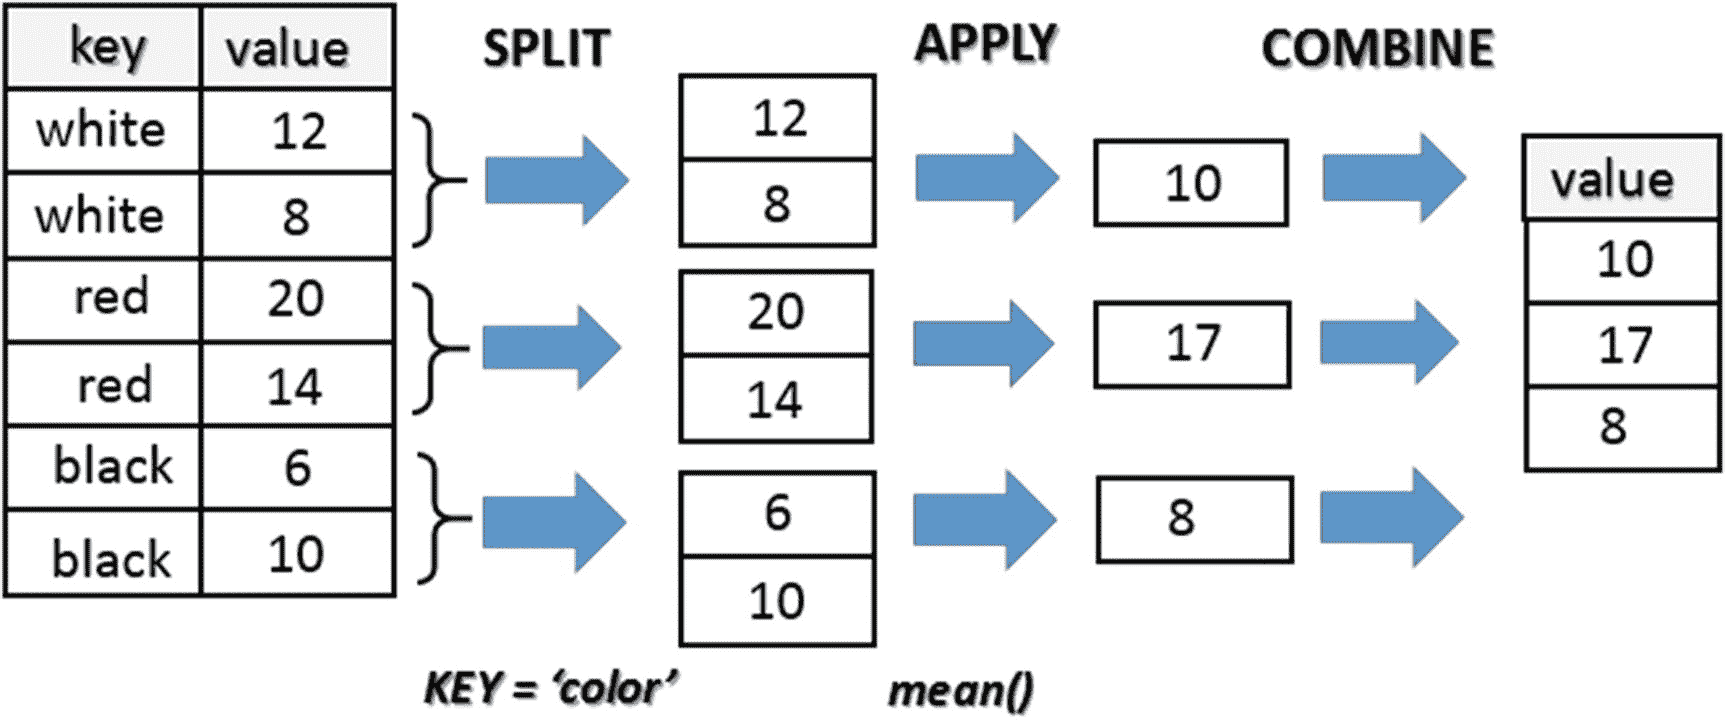 key value
white 12
white 8
red 20
red 14
black 6
black 10
SPLIT
12
8
20
14
6
10
KEY = ‘color’
APPLY
10
17
8
mean()
COMBINE
value
10
17
8